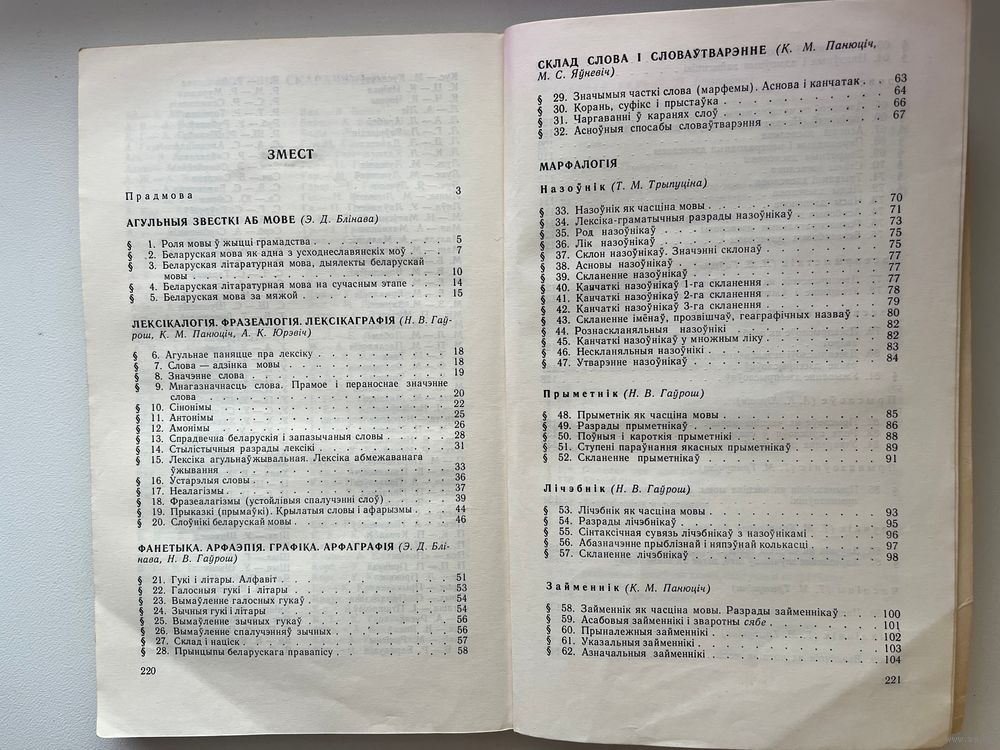 ЗМЕСТ
Прадмова 3
АГУЛЬНЫЯ ЗВЕСТКІ АБ МОВЕ (Э. Д. Блінава)
§ 1. Роля мовы ў жыцці грамадства 5
§ 2. Беларуская мова як адна з усходнеславянскіх моў 7
§ 3. Беларуская літаратурная мова, дыялекты беларускай
мовы 10
§ 4. Беларуская літаратурная мова на сучасным этапе 14
§ 5. Беларуская мова за мяжой 15
ЛЕКСІКАЛОГІЯ. ФРАЗЕАЛОГІЯ. ЛЕКСІКАГРАФІЯ (Н. В. Гаў-
рош, К. М. Панюціч, А. К. Юрэвіч)
§ 6. Агульнае паняцце пра лексіку 18
§ 7. Слова — адзінка мовы 18
§ 8. Значэнне слова 19
§ 9. Мнагазначнасць слова. Прамое і пераноснае значэнне
слова 20
§ 10. Сінонімы 22
§ 11. Антонімы 25
§ 12. Амонімы 26
§ 13. Спрадвечна беларускія і запазычаныя словы 28
§ 14. Стылістычныя разрады лексікі 31
§ 15. Лексіка агульнаўжывальная. Лексіка абмежаванага
ўжывання 33
§ 16. Устарэлыя словы 36
§ 17. Неалагізмы 37
§ 18. Фразеалагізмы (устойлівыя спалучэнні слоў) 39
§ 19. Прыказкі (прымаўкі). Крылатыя словы і афарызмы 44
§ 20. Слоўнікі беларускай мовы 46
ФАНЕТЫКА. АРФАЭПІЯ. ГРАФІКА. АРФАГРАФІЯ (Э. Д.Блі-
нава, Н. В. Гаўрош)
§ 21. Гукі і літары. Алфавіт 51
§ 22. Галосныя гукі і літары 53
§ 23. Вымаўленне галосных гукаў 54
§ 24. Зычныя гукі і літары 54
§ 25. Вымаўленне зычных гукаў 56
§ 26. Вымаўленне спалучэнняў зычных 56
§ 27. Склад і націск 57
§ 28. Прынцыпы беларускага правапісу 58
220
СКЛАД СЛОВА І СЛОВАЎТВАРЭННЕ (К. М. Панюціч,
М. С. Яўневіч)
§ 29. Значымыя часткі слова (марфемы). Аснова і канчатак 63
§ 30. Корань, суфікс і прыстаўка 64
§ 31. Чаргаванні ў каранях слоў 66
§ 32. Асноўныя спосабы словаўтварэння 67
МАРФАЛОГІЯ
Назоўнік (Т. М. Трыпуціна)
§ 33. Назоўнік як часціна мовы 70
§ 34. Лексіка-граматычныя разрады назоўнікаў 71
§ 35. Род назоўнікаў 73
§ 36. Лік назоўнікаў 75
§ 37. Склон назоўнікаў. Значэнні склонаў 75
§ 38. Асновы назоўнікаў 77
§ 39. Скланенне назоўнікаў 77
§ 40. Канчаткі назоўнікаў 1-га скланення 77
§ 41. Канчаткі назоўнікаў 2-га скланення 78
§ 42. Канчаткі назоўнікаў 3-га скланення 79
§ 43. Скланенне імёнаў, прозвішчаў, геаграфічных назваў 80
§ 44. Рознаскланяльныя назоўнікі 82
§ 45. Канчаткі назоўнікаў у множным ліку 82
§ 46. Нескланяльныя назоўнікі 83
§ 47. Утварэнне назоўнікаў 84
Прыметнік (Н. В. Гаўрош)
§ 48. Прыметнік як часціна мовы 85
§ 49. Разрады прыметнікаў 86
§ 50. Поўныя і кароткія прыметнікі 88
§ 51. Ступені параўнання якасных прыметнікаў 89
§ 52. Скланенне прыметнікаў 91
Лічэбнік (Н. В. Гаўрош)
§ 53. Лічэбнік як часціна мовы 93
§ 54. Разрады лічэбнікаў 95
§ 55. Сінтаксічная сувязь лічэбнікаў з назоўнікамі 96
§ 56. Абазначэнне прыблізнай і няпэўнай колькасці 97
§ 57. Скланенне лічэбнікаў 98
Займеннік (К. М. Панюціч)
§ 58. Займеннік як часціна мовы. Разрады займеннікаў 100
§ 59. Асабовыя займеннікі і зваротны сябе 101
§ 60. Прыналежныя займеннікі 102
§ 61. Указальныя займеннікі 103
§ 62. Азначальныя займеннікі 104
221